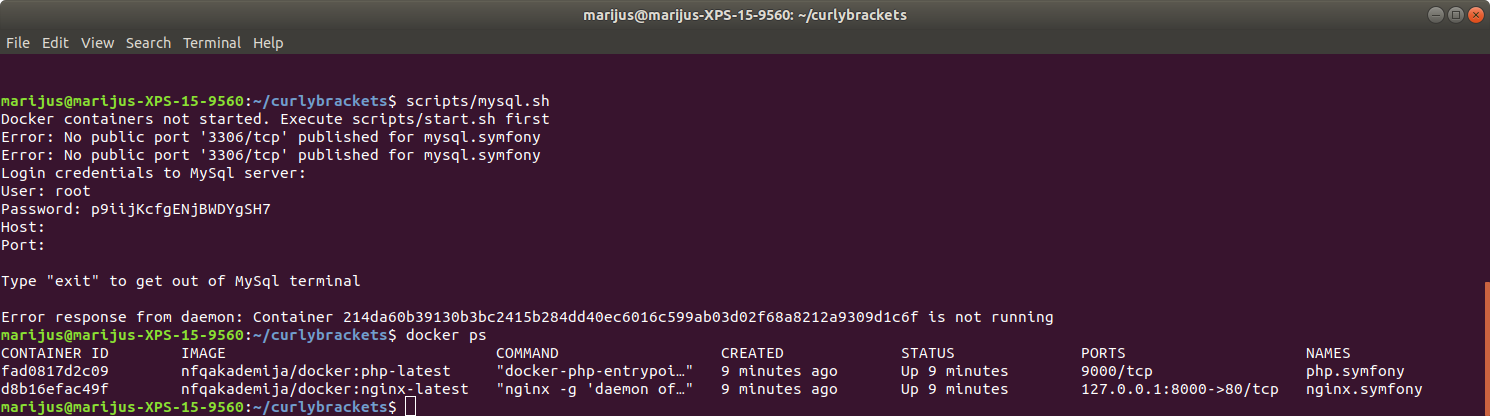 marijus@marijus-XPS-15-9560: ~/curlybrackets
File Edit View Search Terminal Help
marijus@marijus-XPS-15-9560:~/curlybrackets$ scripts/mysql.sh
Docker containers not started. Execute scripts/start.sh first
Error: No public port '3306/tcp' published for mysql.symfony
Error: No public port '3306/tcp' published for mysql.symfony
Login credentials to MySql server:
User: root
Password: p9iijKcfgENjBWDYgSH7
Host:
Port:
Type "exit" to get out of MySql terminal
Error response from daemon: Container 214da60b39130b3bc2415b284dd40ec6016c599ab03d02f68a8212a9309d1c6f is not running
marijus@marijus-XPS-15-9560:~/curlybrackets$ docker ps
CONTAINER ID        IMAGE                              COMMAND                  CREATED             STATUS              PORTS                    NAMES
fad0817d2c09        nfqakademija/docker:php-latest     "docker-php-entrypoi…"   9 minutes ago       Up 9 minutes        9000/tcp                 php.symfony
d8b16efac49f        nfqakademija/docker:nginx-latest   "nginx -g 'daemon of…"   9 minutes ago       Up 9 minutes        127.0.0.1:8000->80/tcp   nginx.symfony
marijus@marijus-XPS-15-9560:~/curlybrackets$